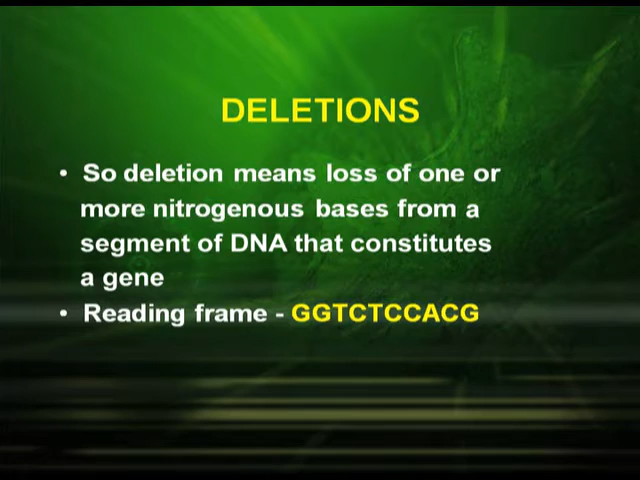 DELETIONS
• So deletion means loss of one or
more nitrogenous bases from a
segment of DNA that constitutes
a gene
• Reading frame - GGTCTCCACG